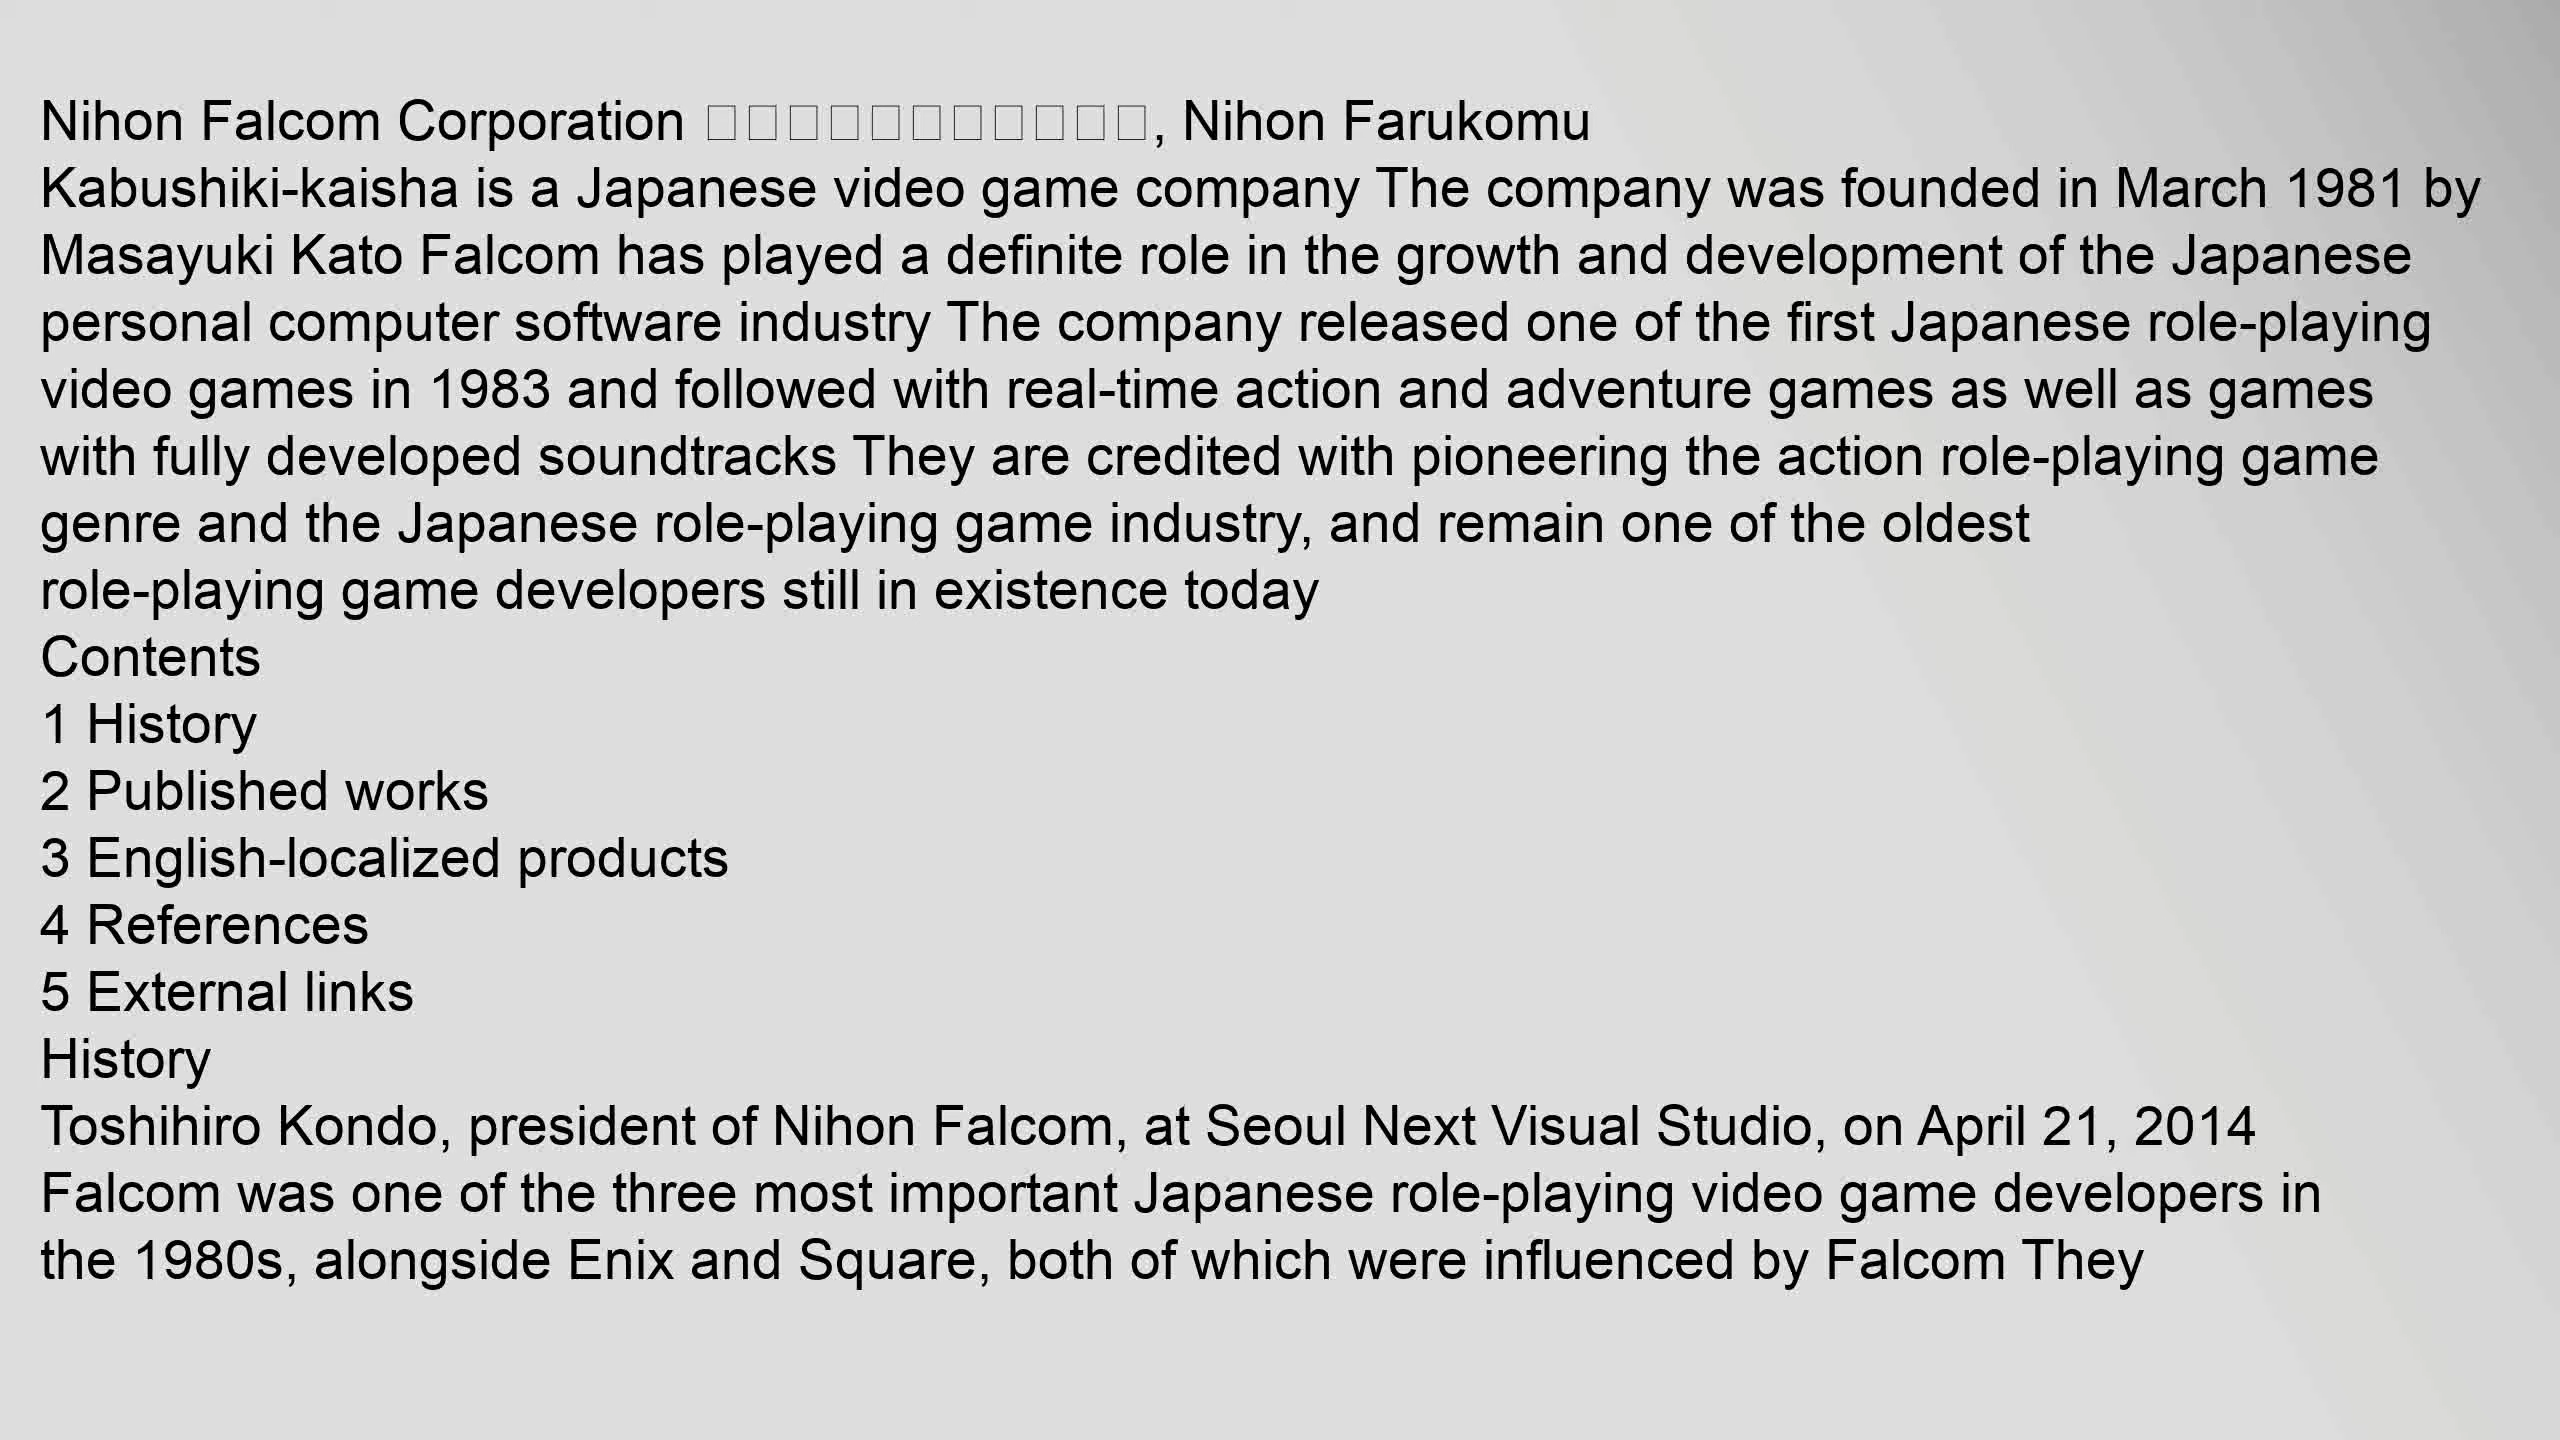 Nihon Falcom Corporation □□□□□□□□□□□, Nihon Farukomu
Kabushiki-kaisha is a Japanese video game company The company was founded in March 1981 by
Masayuki Kato Falcom has played a definite role in the growth and development of the Japanese
personal computer software industry The company released one of the first Japanese role-playing
video games in 1983 and followed with real-time action and adventure games as well as games
with fully developed soundtracks They are credited with pioneering the action role-playing game
genre and the Japanese role-playing game industry, and remain one of the oldest
role-playing game developers still in existence today
Contents
1 History
2 Published works
3 English-localized products
4 References
5 External links
History
Toshihiro Kondo, president of Nihon Falcom, at Seoul Next Visual Studio, on April 21, 2014
Falcom was one of the three most important Japanese role-playing video game developers in
the 1980s, alongside Enix and Square, both of which were influenced by Falcom They